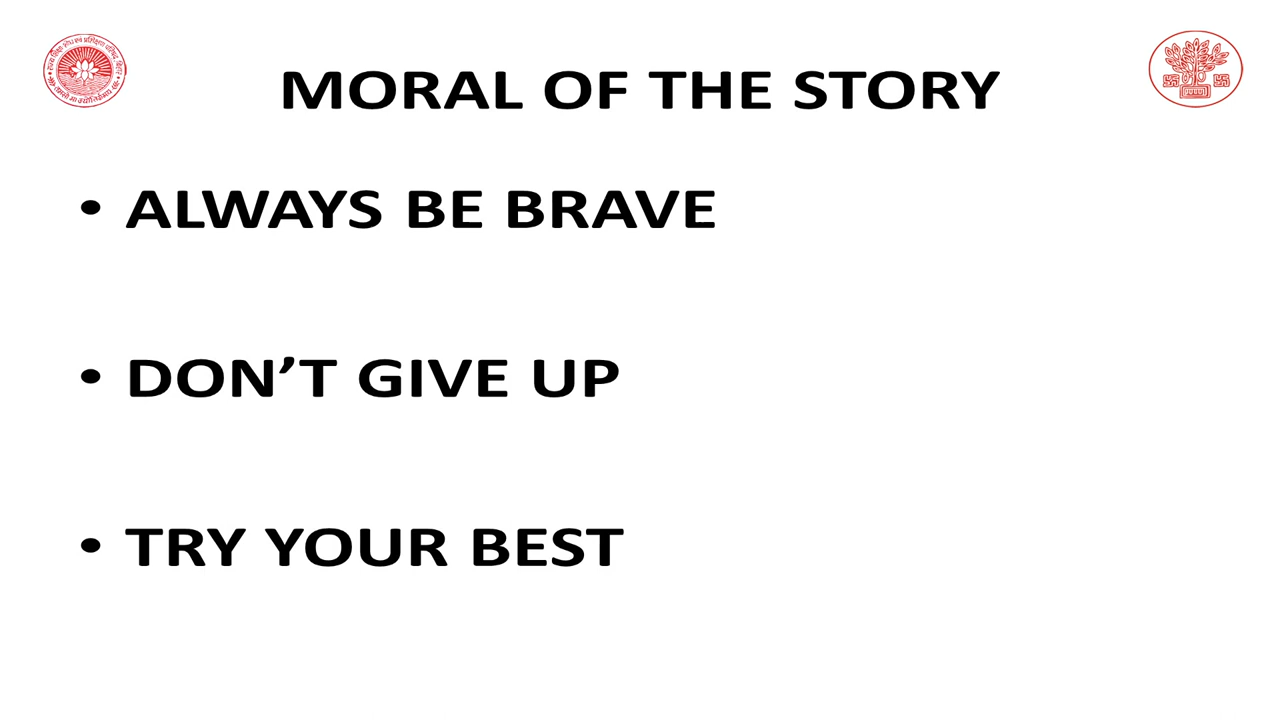 MORAL OF THE STORY
• ALWAYS BE BRAVE
• DON’T GIVE UP
• TRY YOUR BEST